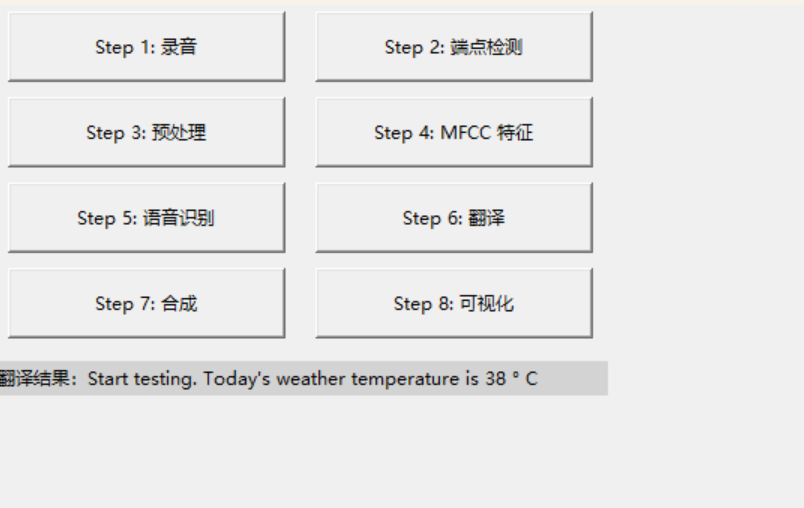 Step 1: 录音
Step 2: 端点检测
Step 3: 预处理
Step 4: MFCC 特征
Step 5: 语音识别
Step 6: 翻译
Step 7: 合成
Step 8: 可视化
翻译结果：Start testing. Today's weather temperature is 38 ° C